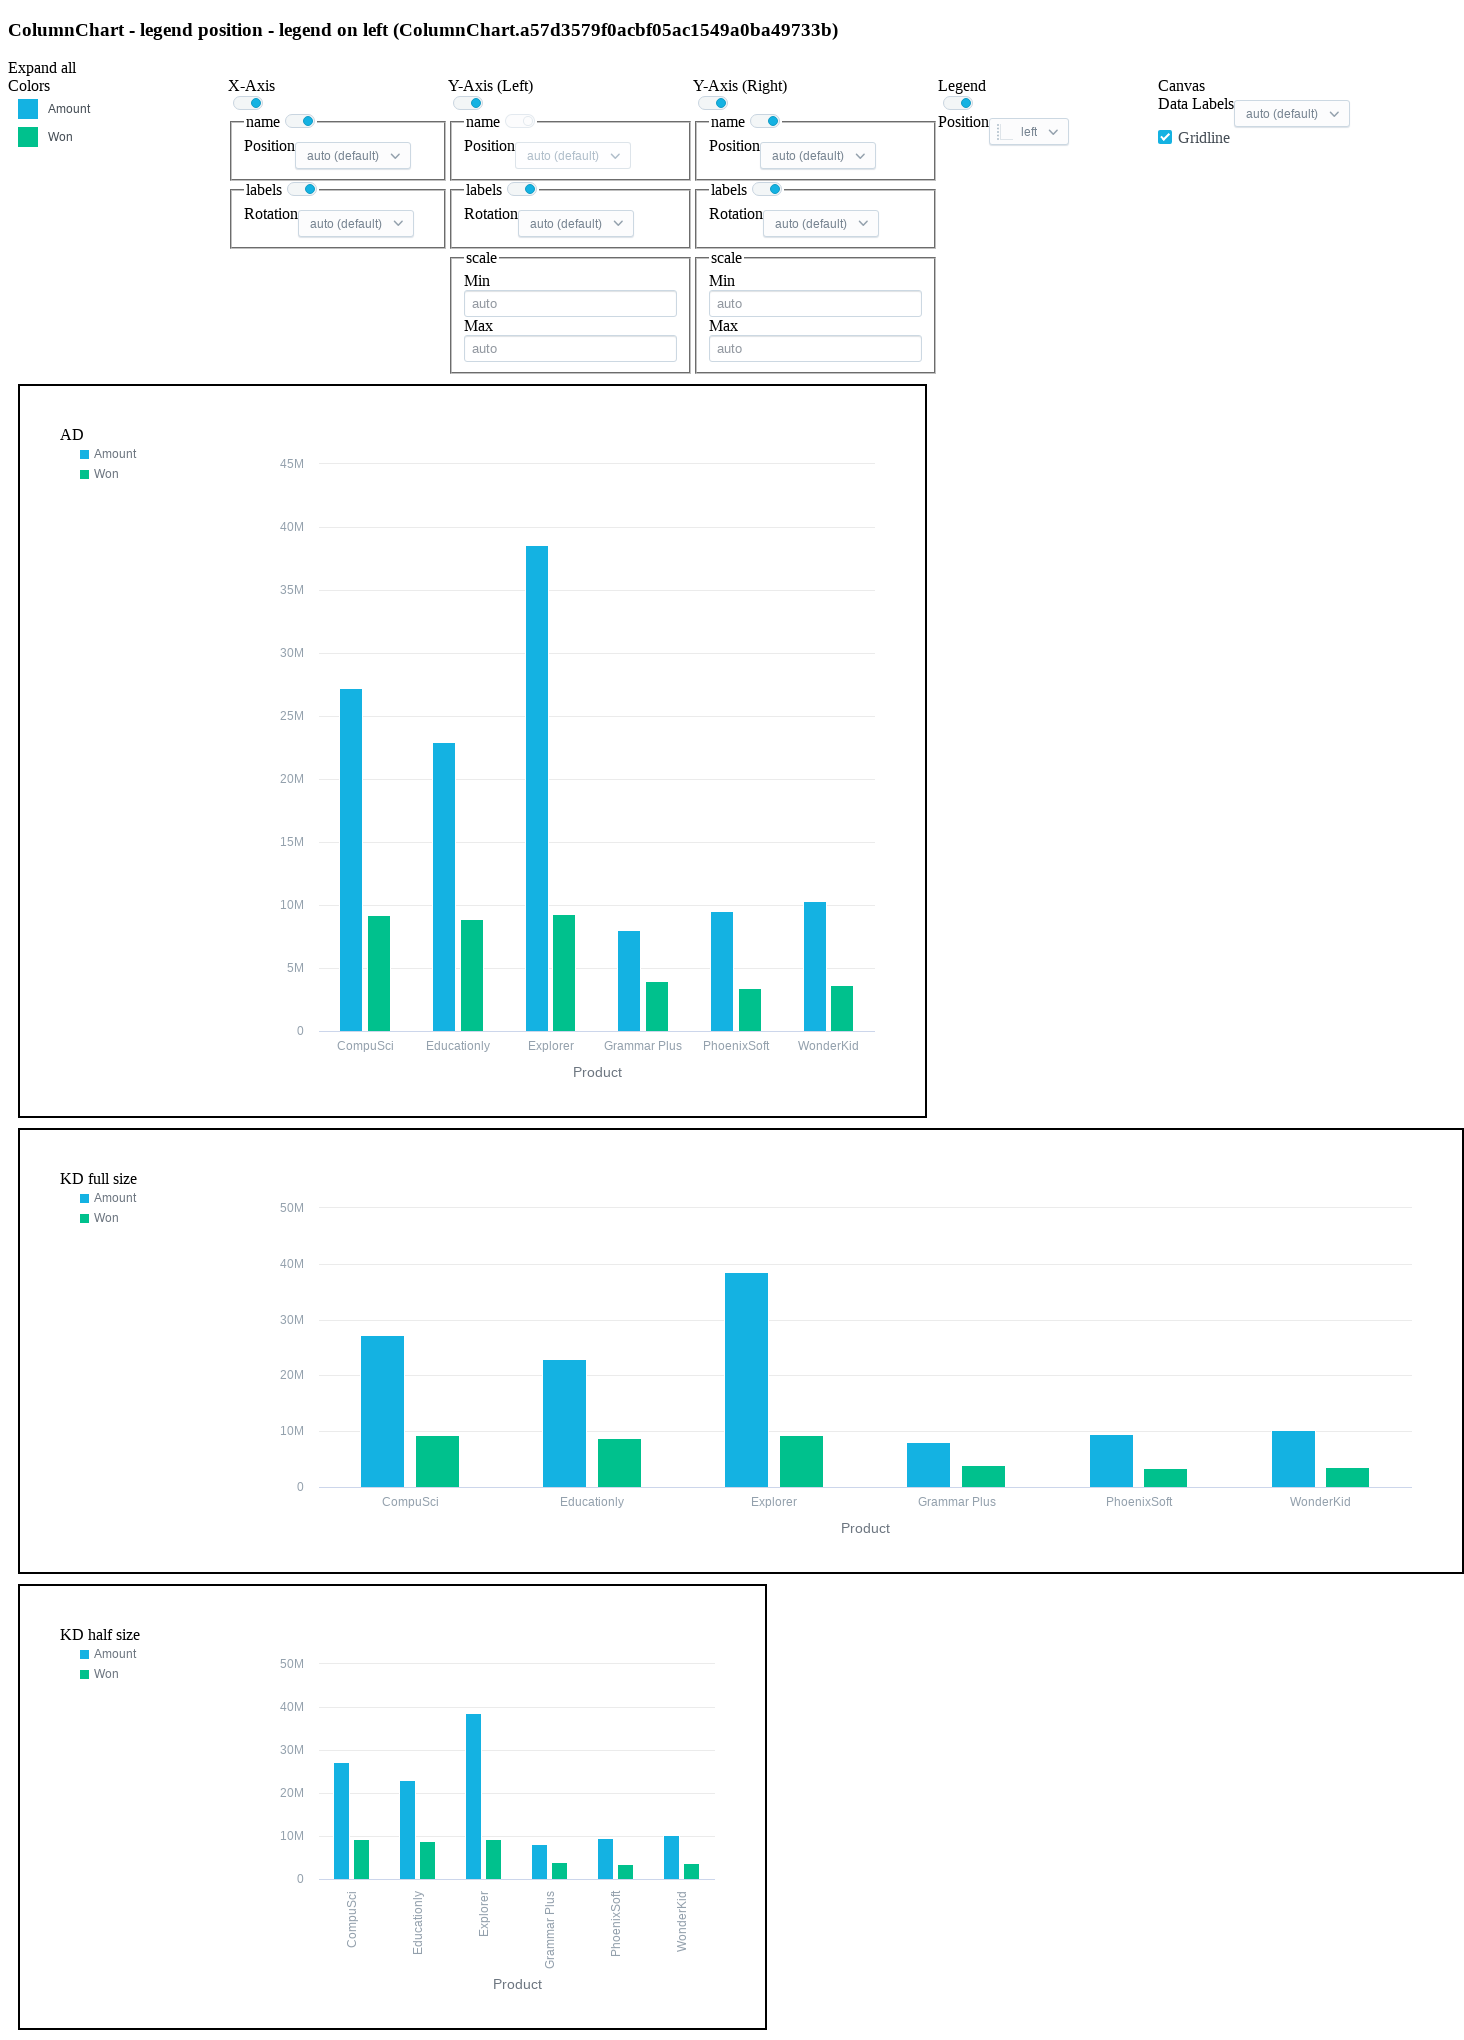 ColumnChart - legend position - legend on left (ColumnChart.a57d3579f0acbf05ac1549a0ba49733b)
Expand all
Colors
Amount
Won
X-Axis
name
Position auto (default)
labels
Rotation auto (default)
Y-Axis (Left)
name
Position auto (default)
labels
Rotation auto (default)
scale
Min
auto
Max
auto
Y-Axis (Right)
name
Position auto (default)
labels
Rotation auto (default)
scale
Min
auto
Max
auto
Legend
Position left
Canvas
Data Labels auto (default)
Gridline
AD
Amount
Won
45M
40M
35M
30M
25M
20M
15M
10M
5M
0
CompuSci Educationly Explorer Grammar Plus PhoenixSoft WonderKid
Product
KD full size
Amount
Won
50M
40M
30M
20M
10M
0
CompuSci Educationly Explorer Grammar Plus PhoenixSoft WonderKid
Product
KD half size
Amount
Won
50M
40M
30M
20M
10M
0
CompuSci
Educationly
Explorer
Grammar Plus
PhoenixSoft
WonderKid
Product